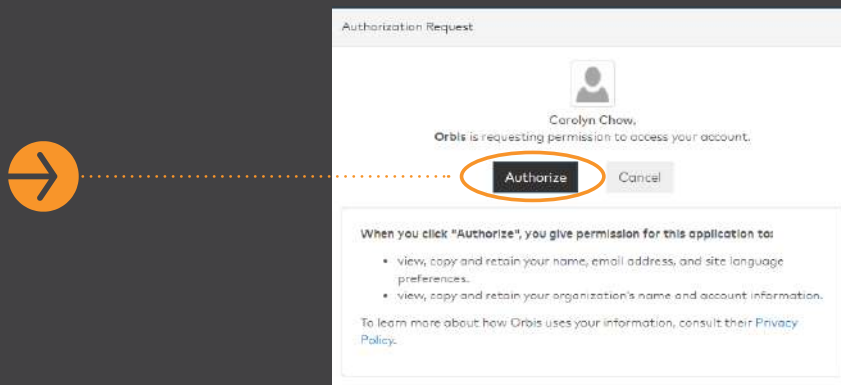 Authorization Request
Carolyn Chow,
Orbis is requesting permission to access your account.
Authorize
Cancel
When you click "Authorize", you give permission for this application to:
• view, copy and retain your name, email address, and site language
preferences.
• view, copy and retain your organization's name and account information.
To learn more about how Orbis uses your information, consult their Privacy
Policy.